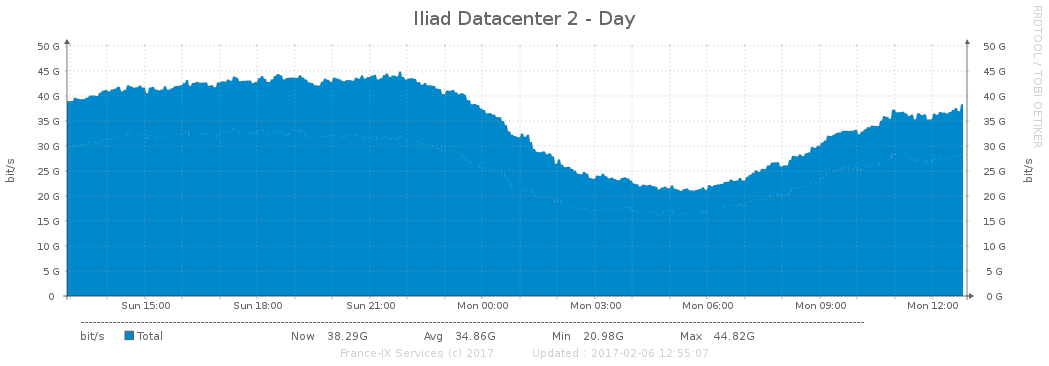 Iliad Datacenter 2 - Day
RRDTOOL / TOBI OETIKER
bit/s
50 G 50 G
45 G 45 G
40 G 40 G
35 G 35 G
30 G 30 G
25 G 25 G
20 G 20 G
15 G 15 G
10 G 10 G
5 G 5 G
0 0 G
bit/s
Sun 15:00 Sun 18:00 Sun 21:00 Mon 00:00 Mon 03:00 Mon 06:00 Mon 09:00 Mon 12:00
bit/s Total Now 38.29G Avg 34.86G Min 20.98G Max 44.82G
France-IX Services (c) 2017 Updated : 2017-02-06 12:55:07